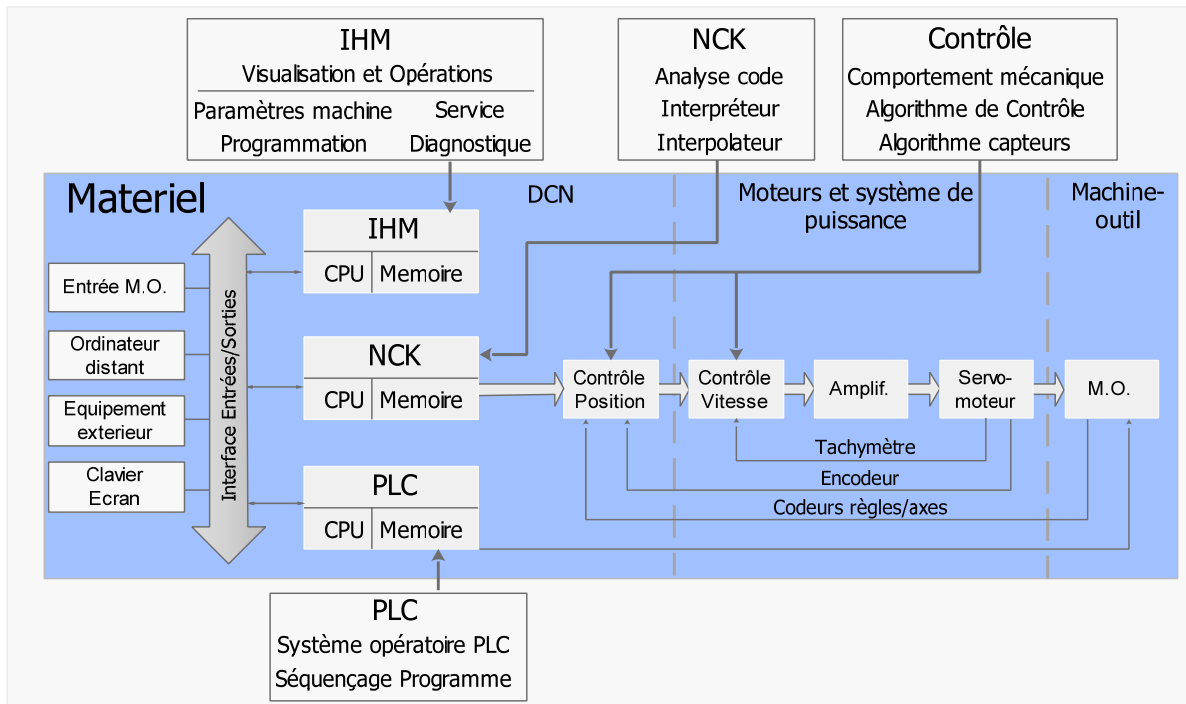 IHM
Visualisation et Opérations
Paramètres machine
Service
Programmation
Diagnostique
NCK
Analyse code
Interpréteur
Interpolateur
Contrôle
Comportement mécanique
Algorithme de Contrôle
Algorithme capteurs
Materiel
DCN
Moteurs et système de
puissance
Machine-
outil
Entrée M.O.
Ordinateur
distant
Equipement
exterieur
Clavier
Ecran
Interface Entrées/Sorties
IHM
CPU
Memoire
NCK
CPU
Memoire
PLC
CPU
Memoire
Contrôle
Position
Contrôle
Vitesse
Amplif.
Servo-
moteur
M.O.
Tachymètre
Encodeur
Codeurs règles/axes
PLC
Système opératoire PLC
Séquençage Programme